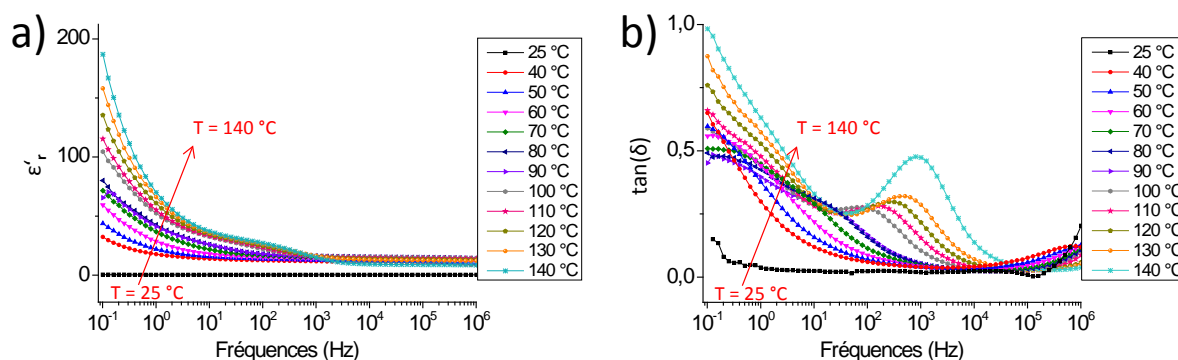 a)
ε'r
200
100
0
10⁻¹ 10⁰ 10¹ 10² 10³ 10⁴ 10⁵ 10⁶
Fréquences (Hz)
T = 140 °C
T = 25 °C
25 °C
40 °C
50 °C
60 °C
70 °C
80 °C
90 °C
100 °C
110 °C
120 °C
130 °C
140 °C
b)
tan(δ)
1,0
0,5
0,0
10⁻¹ 10⁰ 10¹ 10² 10³ 10⁴ 10⁵ 10⁶
Fréquences (Hz)
T = 140 °C
T = 25 °C
25 °C
40 °C
50 °C
60 °C
70 °C
80 °C
90 °C
100 °C
110 °C
120 °C
130 °C
140 °C